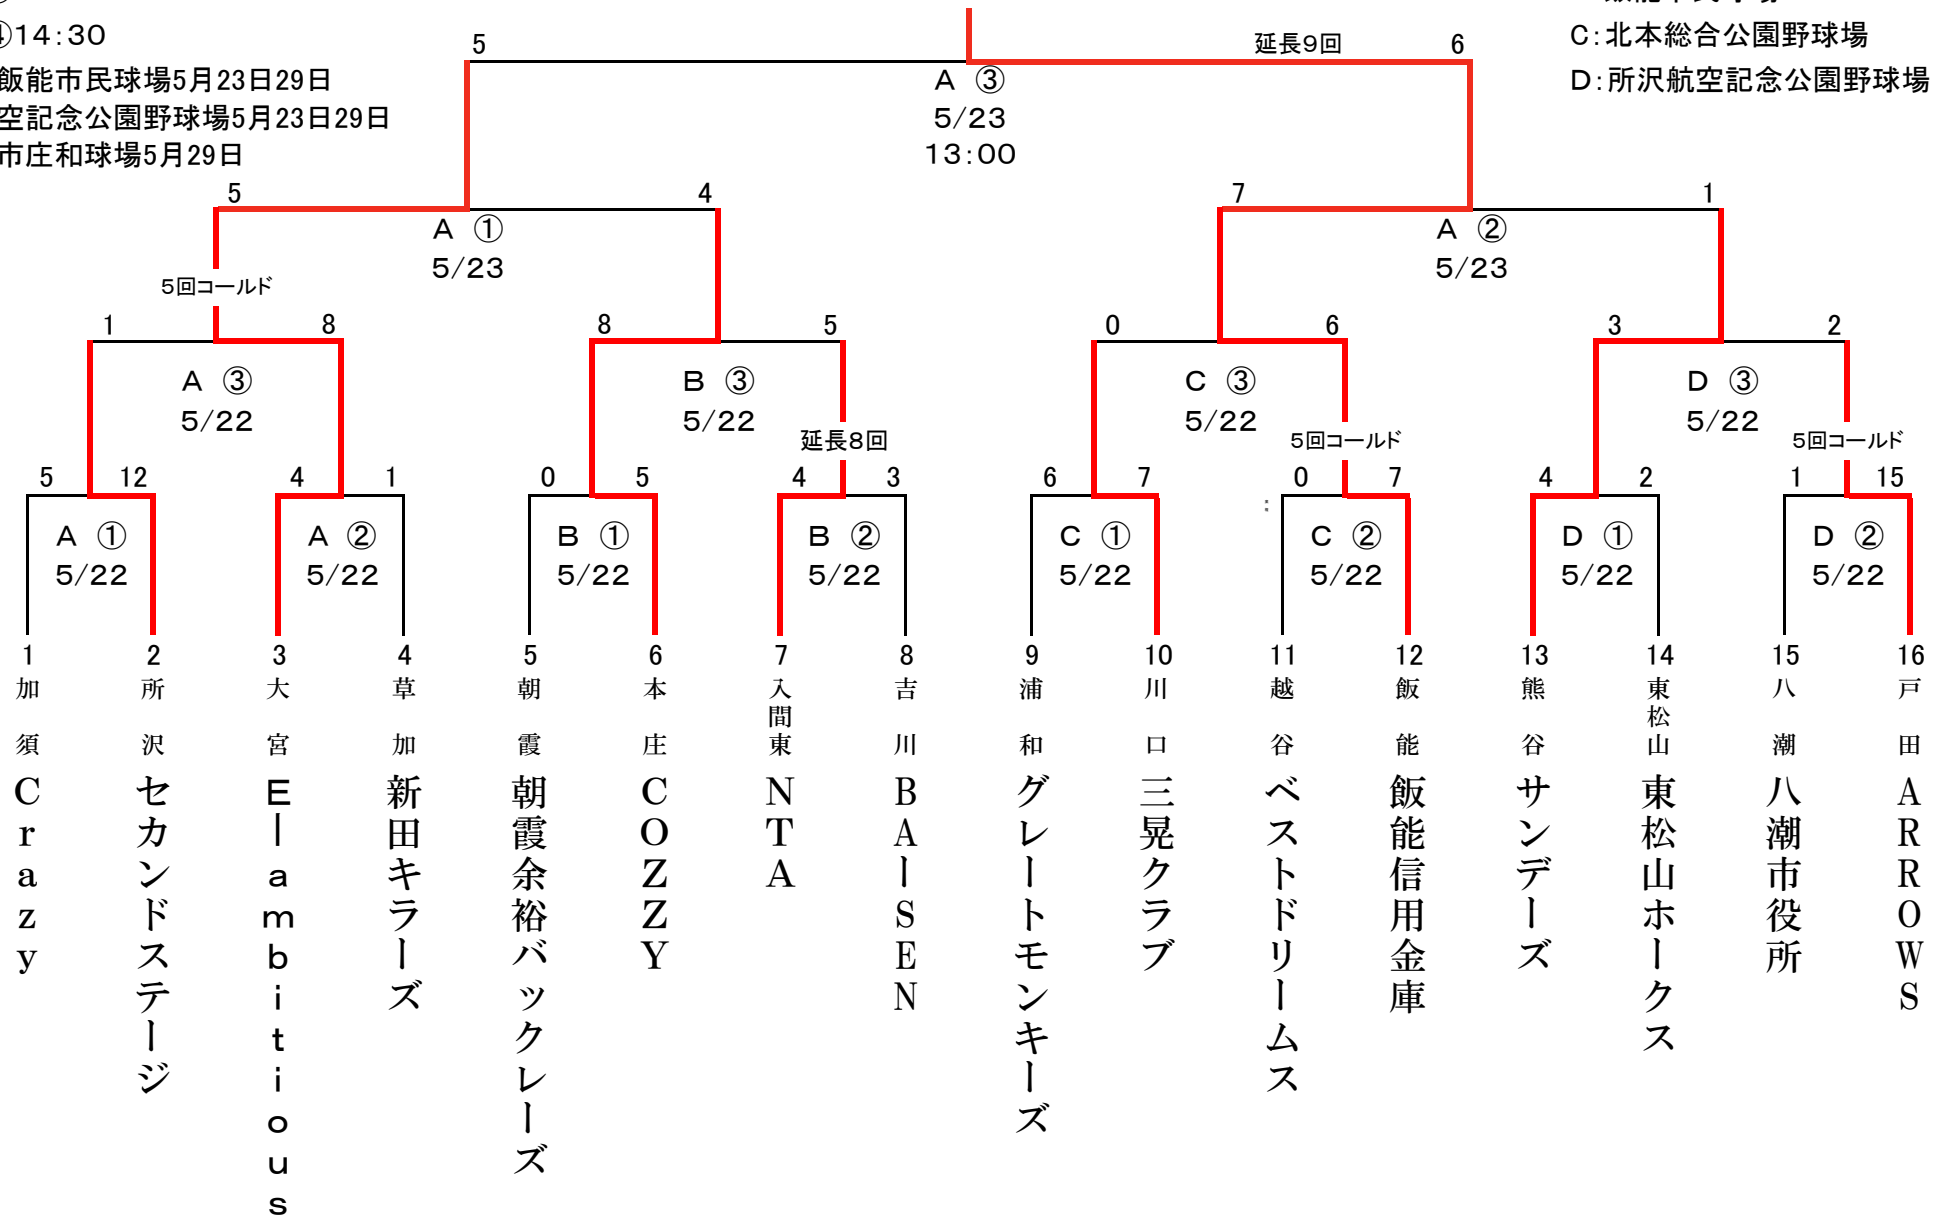 ④14:30
飯能市民球場5月23日29日
空記念公園野球場5月23日29日
市庄和球場5月29日
C:北本総合公園野球場
D:所沢航空記念公園野球場
5 延長9回 6
A ③
5/23
13:00
5 4 7 1
A ① A ②
5/23 5/23
5回コールド
1 8 8 5 0 6 3 2
A ③ B ③ C ③ D ③
5/22 5/22 5/22 5/22
延長8回 5回コールド 5回コールド
5 12 4 1 0 5 4 3 6 7 0 7 4 2 1 15
:
A ① A ② B ① B ② C ① C ② D ① D ②
5/22 5/22 5/22 5/22 5/22 5/22 5/22 5/22
1 加須 Crazy
2 所沢 セカンドステージ
3 大宮 Elambitious
4 草加 新田キラーズ
5 朝霞 朝霞余裕バックレーズ
6 本庄 COZZY
7 入間東 NTA
8 吉川 BAーSEN
9 浦和 グレートモンキーズ
10 川口 三晃クラブ
11 越谷 ベストドリームス
12 飯能 飯能信用金庫
13 熊谷 サンデーズ
14 東松山 東松山ホークス
15 八潮 八潮市役所
16 戸田 ARROWS